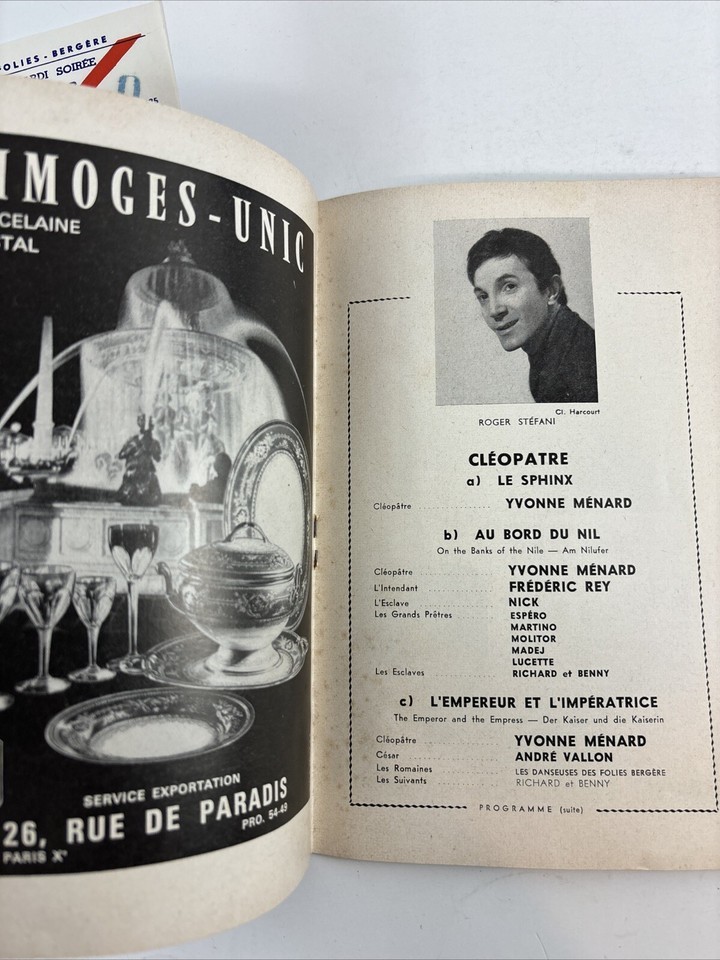 FOLIES-BERGÈRE
SOIRÉE
IMOGES-UNIC
CELAINE
TAL
SERVICE EXPORTATION
26, RUE DE PARADIS
PARIS Xᵉ
PRO. 54-49
Cl. Harcourt
ROGER STÉFANI
CLÉOPATRE
a) LE SPHINX
Cléopâtre .......... YVONNE MÉNARD
b) AU BORD DU NIL
On the Banks of the Nile — Am Nilufer
Cléopâtre .......... YVONNE MÉNARD
L'Intendant .......... FRÉDÉRIC REY
L'Esclave .......... NICK
Les Grands Prêtres .......... ESPÉRO
MARTINO
MOLITOR
MADEJ
LUCETTE
Les Esclaves .......... RICHARD et BENNY
c) L'EMPEREUR ET L'IMPÉRATRICE
The Emperor and the Empress — Der Kaiser und die Kaiserin
Cléopâtre .......... YVONNE MÉNARD
César .......... ANDRÉ VALLON
Les Romaines .......... LES DANSEUSES DES FOLIES BERGÈRE
Les Suivants .......... RICHARD et BENNY
PROGRAMME (suite)